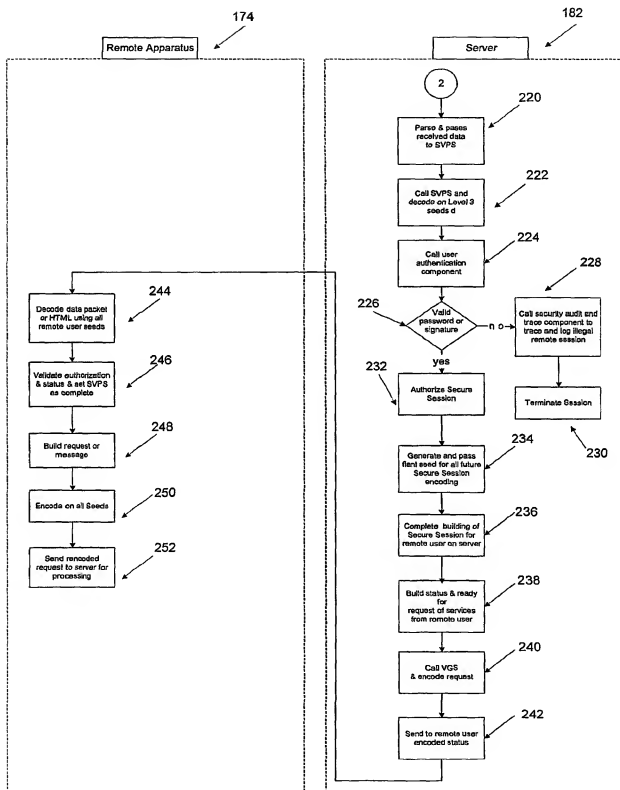 174
182
Remote Apparatus
Server
2
220
Parse & pases
received data
to SVPS
222
Call SVPS and
decode on Level 3
seeds d
224
Call user
authentication
component
226
Valid
password or
signature
no
228
Call security audit and
trace component to
trace and log illegal
remote session
Terminate Session
230
yes
232
Authorize Secure
Session
234
Generate and pass
flant seed for all future
Secure Session
encoding
236
Complete building of
Secure Session for
remote user on server
238
Build status & ready
for
request of services
from remote user
240
Call VGS
& encode request
242
Send to remote user
encoded status
244
Decode data packet
or HTML using all
remote user seeds
246
Validate authorization
& status & set SVPS
as complete
248
Build request or
message
250
Encode on all Seeds
252
Send rencoded
request to server for
processing